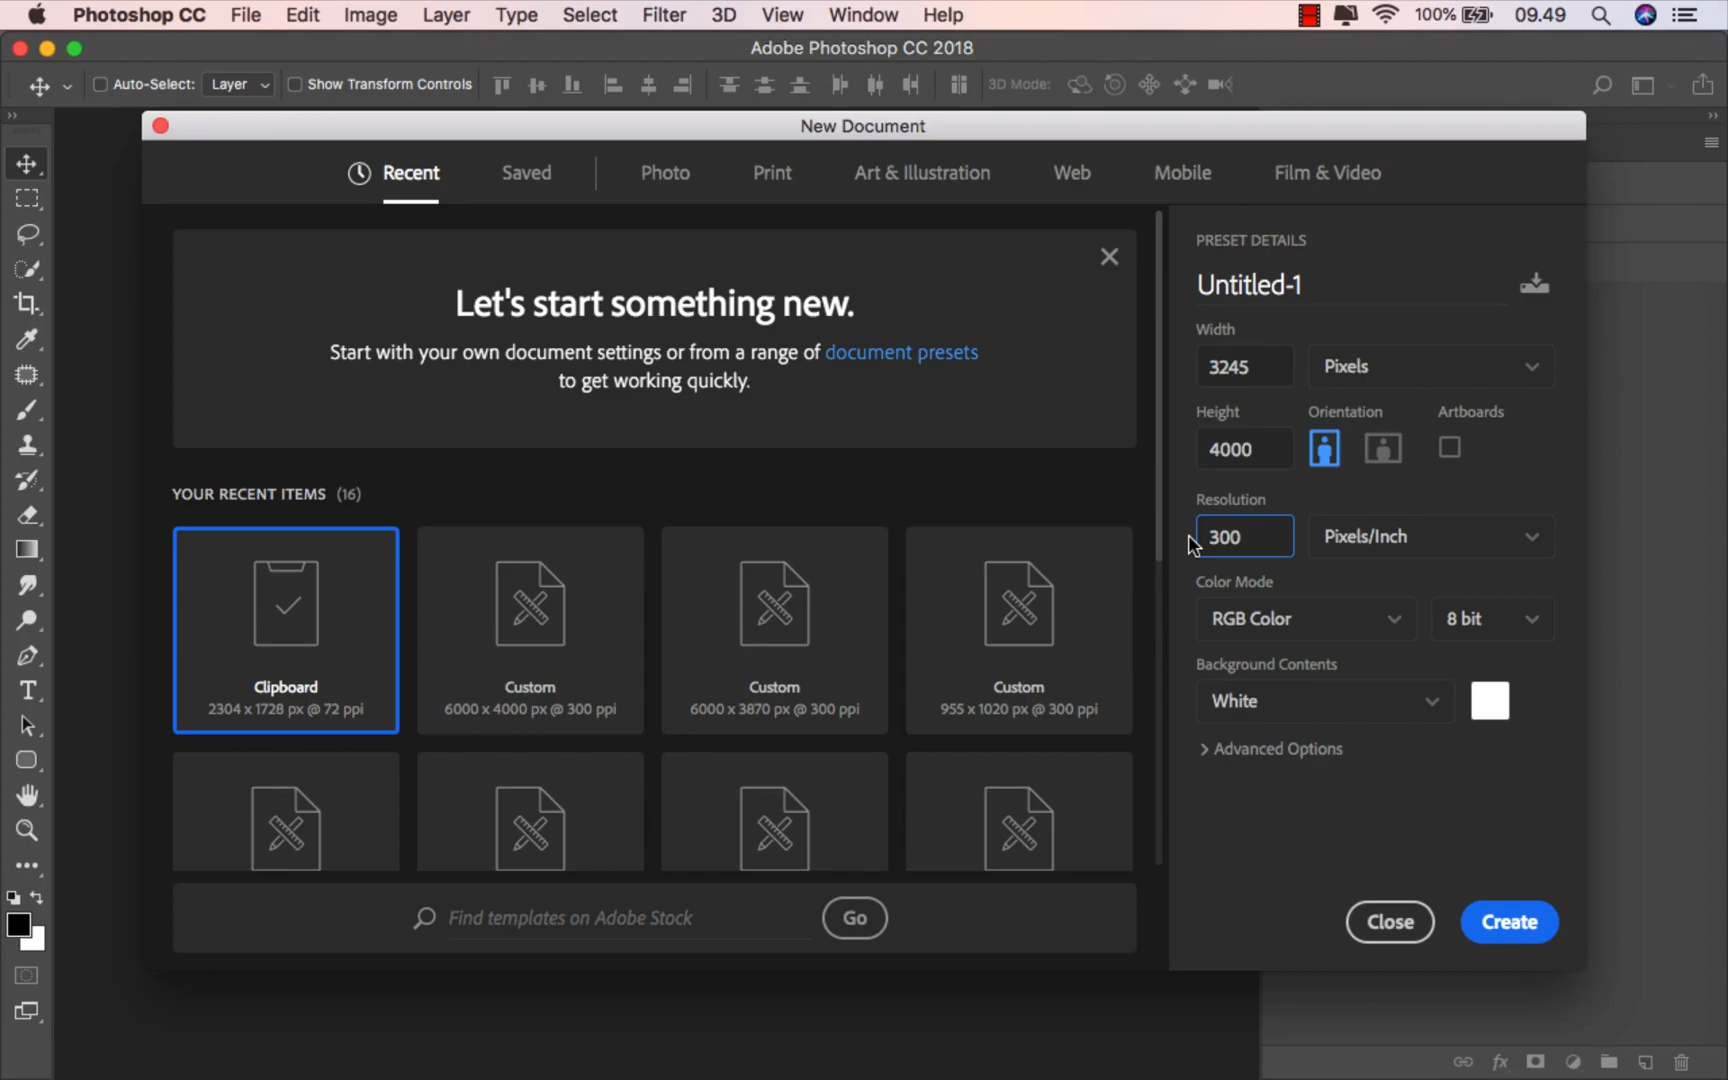 Photoshop CC File Edit Image Layer Type Select Filter 3D View Window Help 100% 09.49
Adobe Photoshop CC 2018
Auto-Select: Layer Show Transform Controls 3D Mode:
New Document
Recent Saved Photo Print Art & Illustration Web Mobile Film & Video
Let's start something new.
Start with your own document settings or from a range of document presets
to get working quickly.
YOUR RECENT ITEMS (16)
Clipboard
2304 x 1728 px @ 72 ppi
Custom
6000 x 4000 px @ 300 ppi
Custom
6000 x 3870 px @ 300 ppi
Custom
955 x 1020 px @ 300 ppi
Find templates on Adobe Stock Go
PRESET DETAILS
Untitled-1
Width
3245 Pixels
Height Orientation Artboards
4000
Resolution
300 Pixels/Inch
Color Mode
RGB Color 8 bit
Background Contents
White
Advanced Options
Close Create
fx